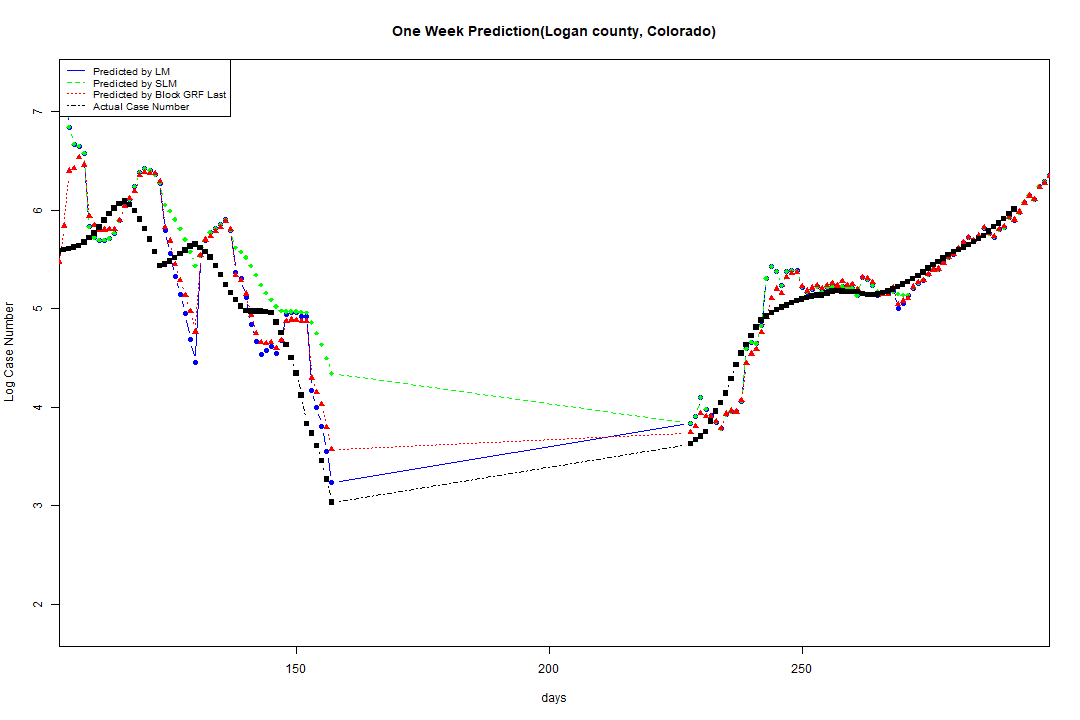 One Week Prediction(Logan county, Colorado)
Predicted by LM
Predicted by SLM
Predicted by Block GRF Last
Actual Case Number
7
6
5
4
3
2
Log Case Number
150 200 250
days